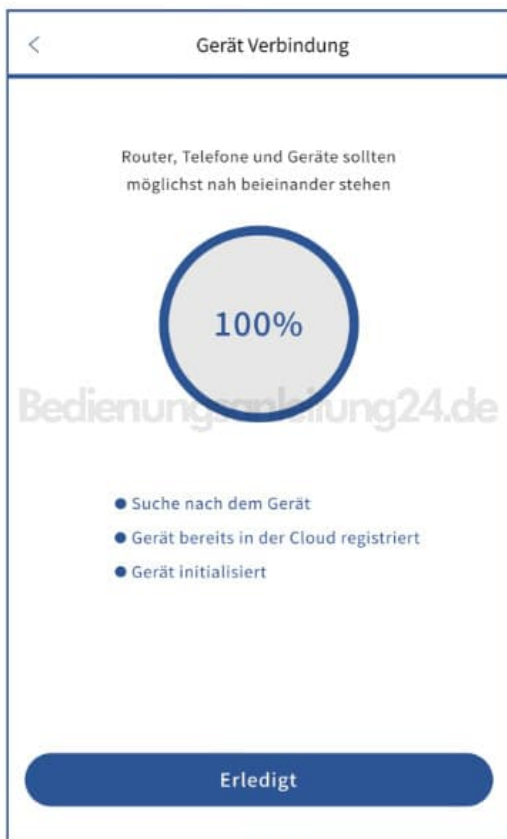 Gerät Verbindung
Router, Telefone und Geräte sollten
möglichst nah beieinander stehen
100%
Bedienungsanleitung24.de
Suche nach dem Gerät
Gerät bereits in der Cloud registriert
Gerät initialisiert
Erledigt